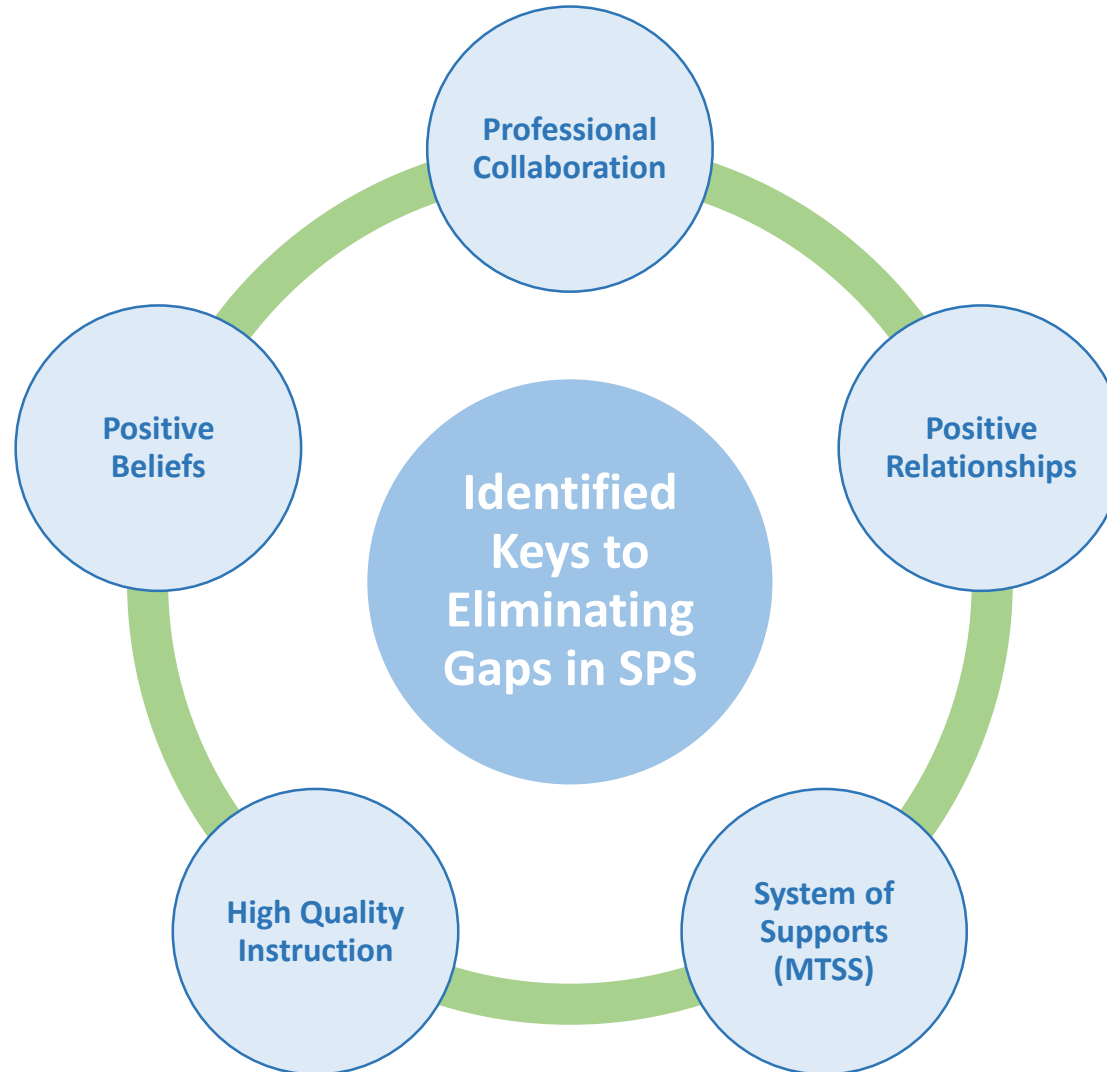 Professional
Collaboration
Positive
Beliefs
Positive
Relationships
Identified
Keys to
Eliminating
Gaps in SPS
High Quality
Instruction
System of
Supports
(MTSS)